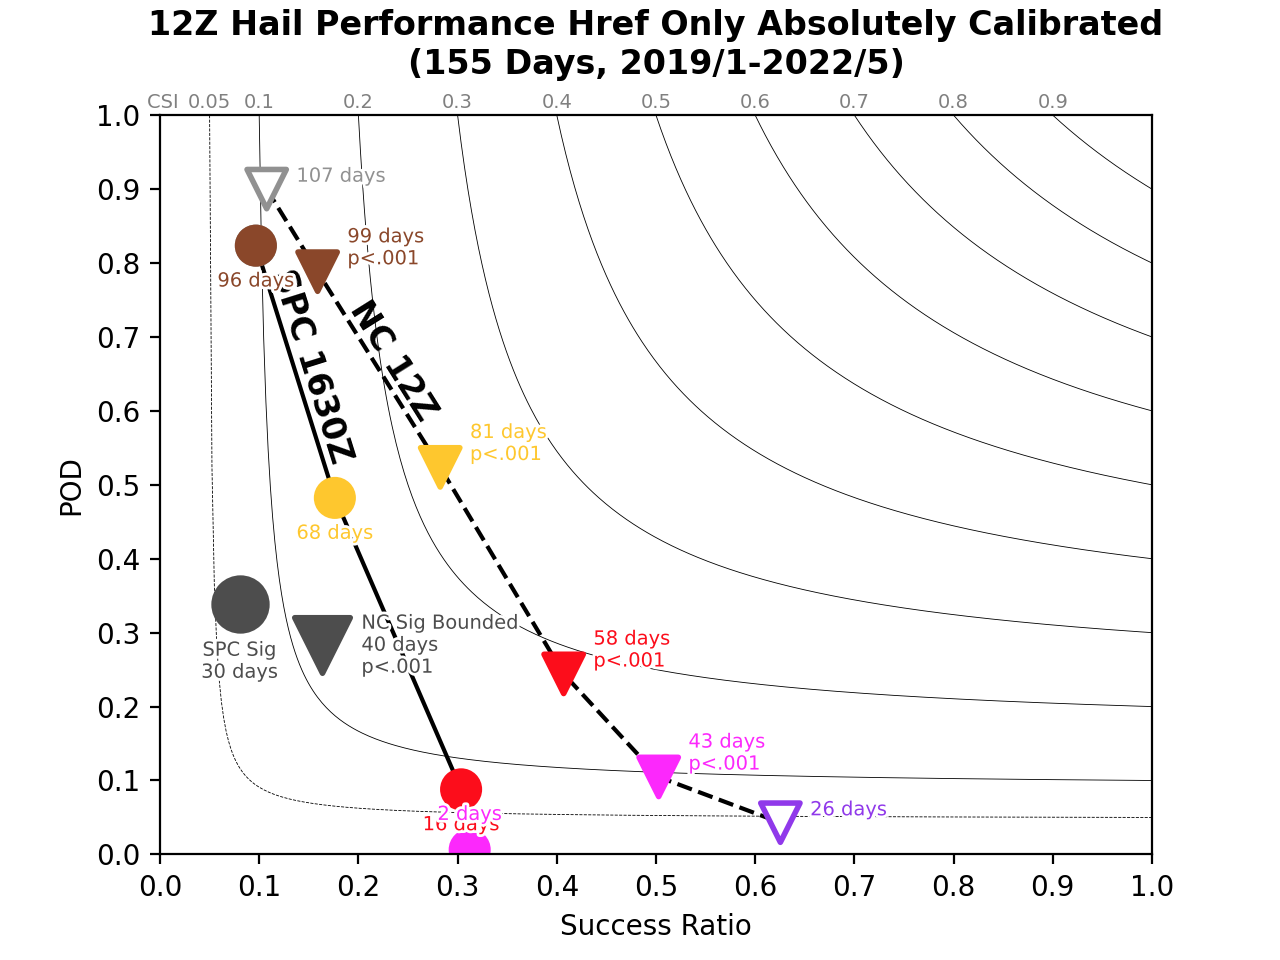 12Z Hail Performance Href Only Absolutely Calibrated
(155 Days, 2019/1-2022/5)
CSI 0.05 0.1 0.2 0.3 0.4 0.5 0.6 0.7 0.8 0.9
1.0
0.9
0.8
0.7
0.6
0.5
0.4
0.3
0.2
0.1
0.0
POD
107 days
99 days
p<.001
96 days
SPC 1630Z
NC 12Z
81 days
p<.001
68 days
SPC Sig
30 days
NC Sig Bounded
40 days
p<.001
58 days
p<.001
43 days
p<.001
2 days
16 days
26 days
0.0 0.1 0.2 0.3 0.4 0.5 0.6 0.7 0.8 0.9 1.0
Success Ratio